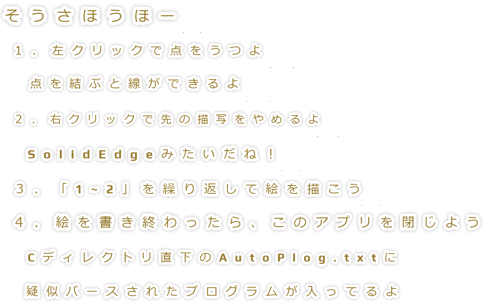 そうさほうほー
1．左クリックで点をうつよ
点を結ぶと線ができるよ
2．右クリックで先の描写をやめるよ
SolidEdgeみたいだね！
3．「1~2」を繰り返して絵を描こう
4．絵を書き終わったら、このアプリを閉じよう
Cディレクトリ直下のAutoPlog.txtに
疑似パースされたプログラムが入ってるよ